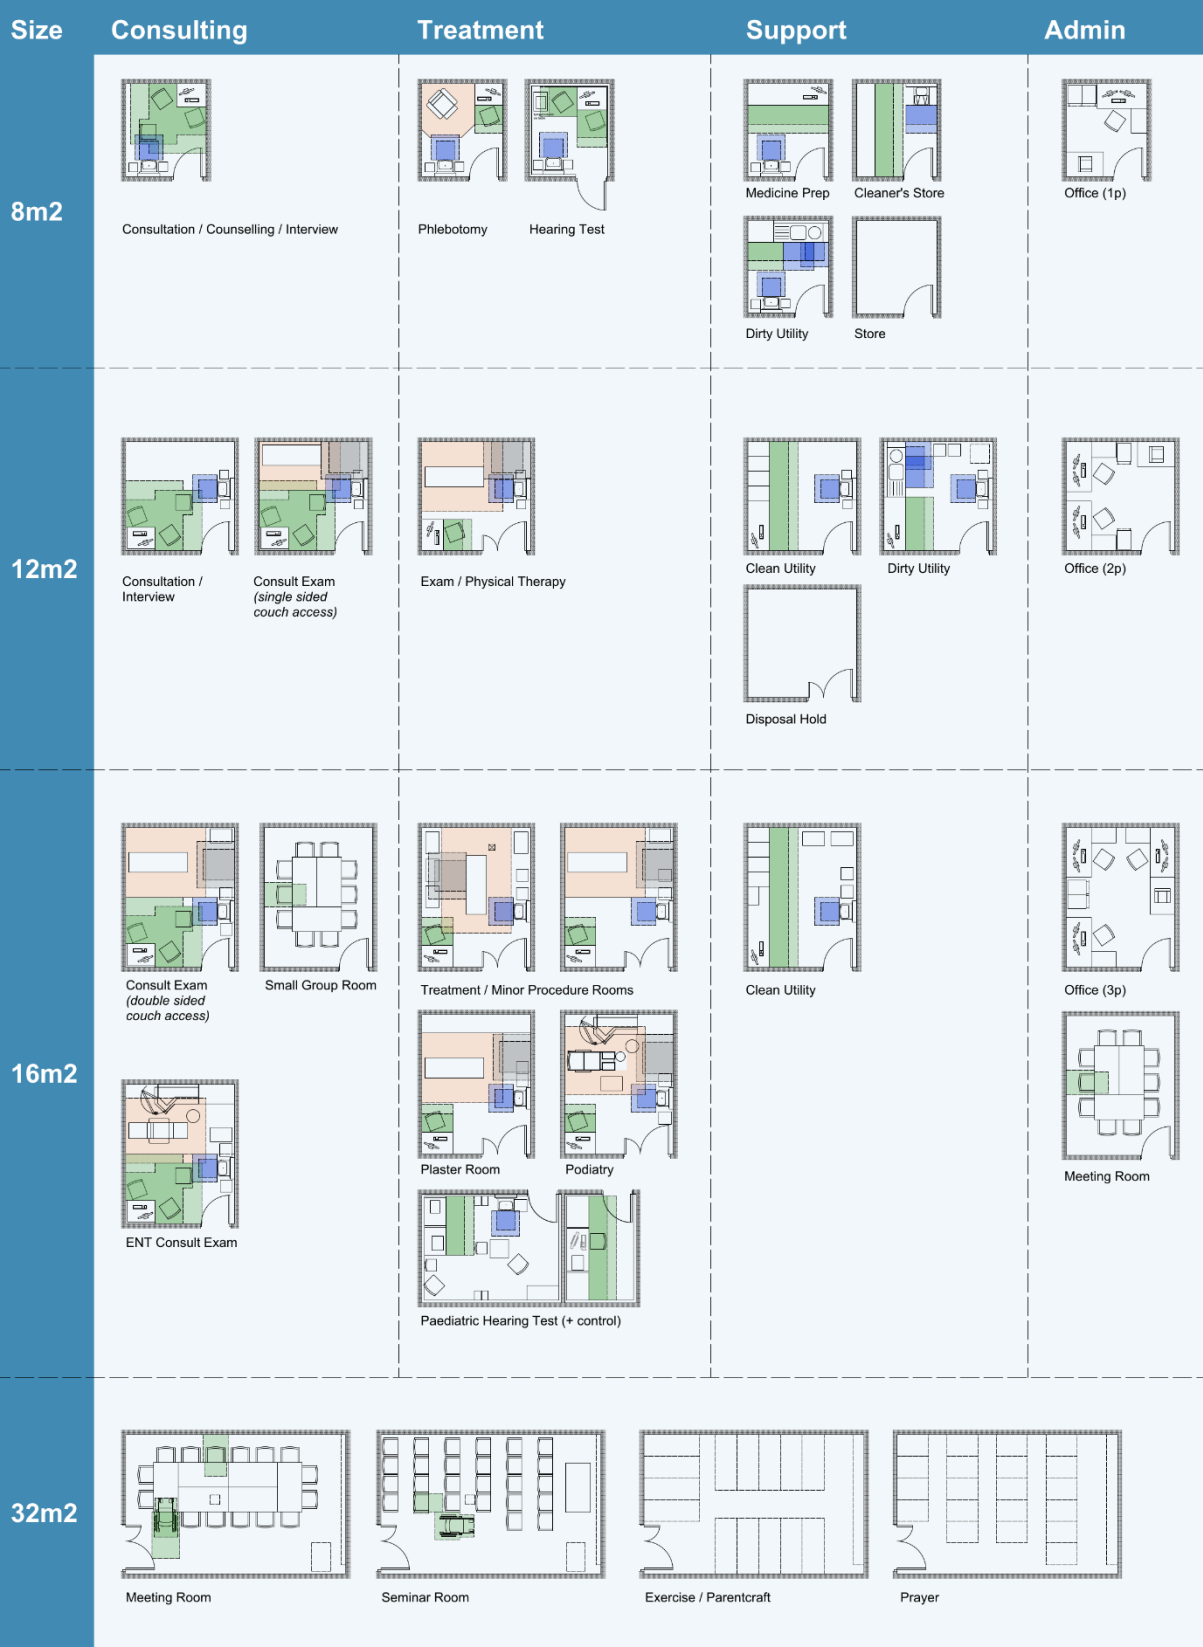 Size Consulting Treatment Support Admin
8m2
Consultation / Counselling / Interview
Phlebotomy
Hearing Test
Medicine Prep
Cleaner's Store
Dirty Utility
Store
Office (1p)
12m2
Consultation /
Interview
Consult Exam
(single sided
couch access)
Exam / Physical Therapy
Clean Utility
Dirty Utility
Disposal Hold
Office (2p)
16m2
Consult Exam
(double sided
couch access)
Small Group Room
ENT Consult Exam
Treatment / Minor Procedure Rooms
Plaster Room
Podiatry
Paediatric Hearing Test (+ control)
Clean Utility
Office (3p)
Meeting Room
32m2
Meeting Room
Seminar Room
Exercise / Parentcraft
Prayer